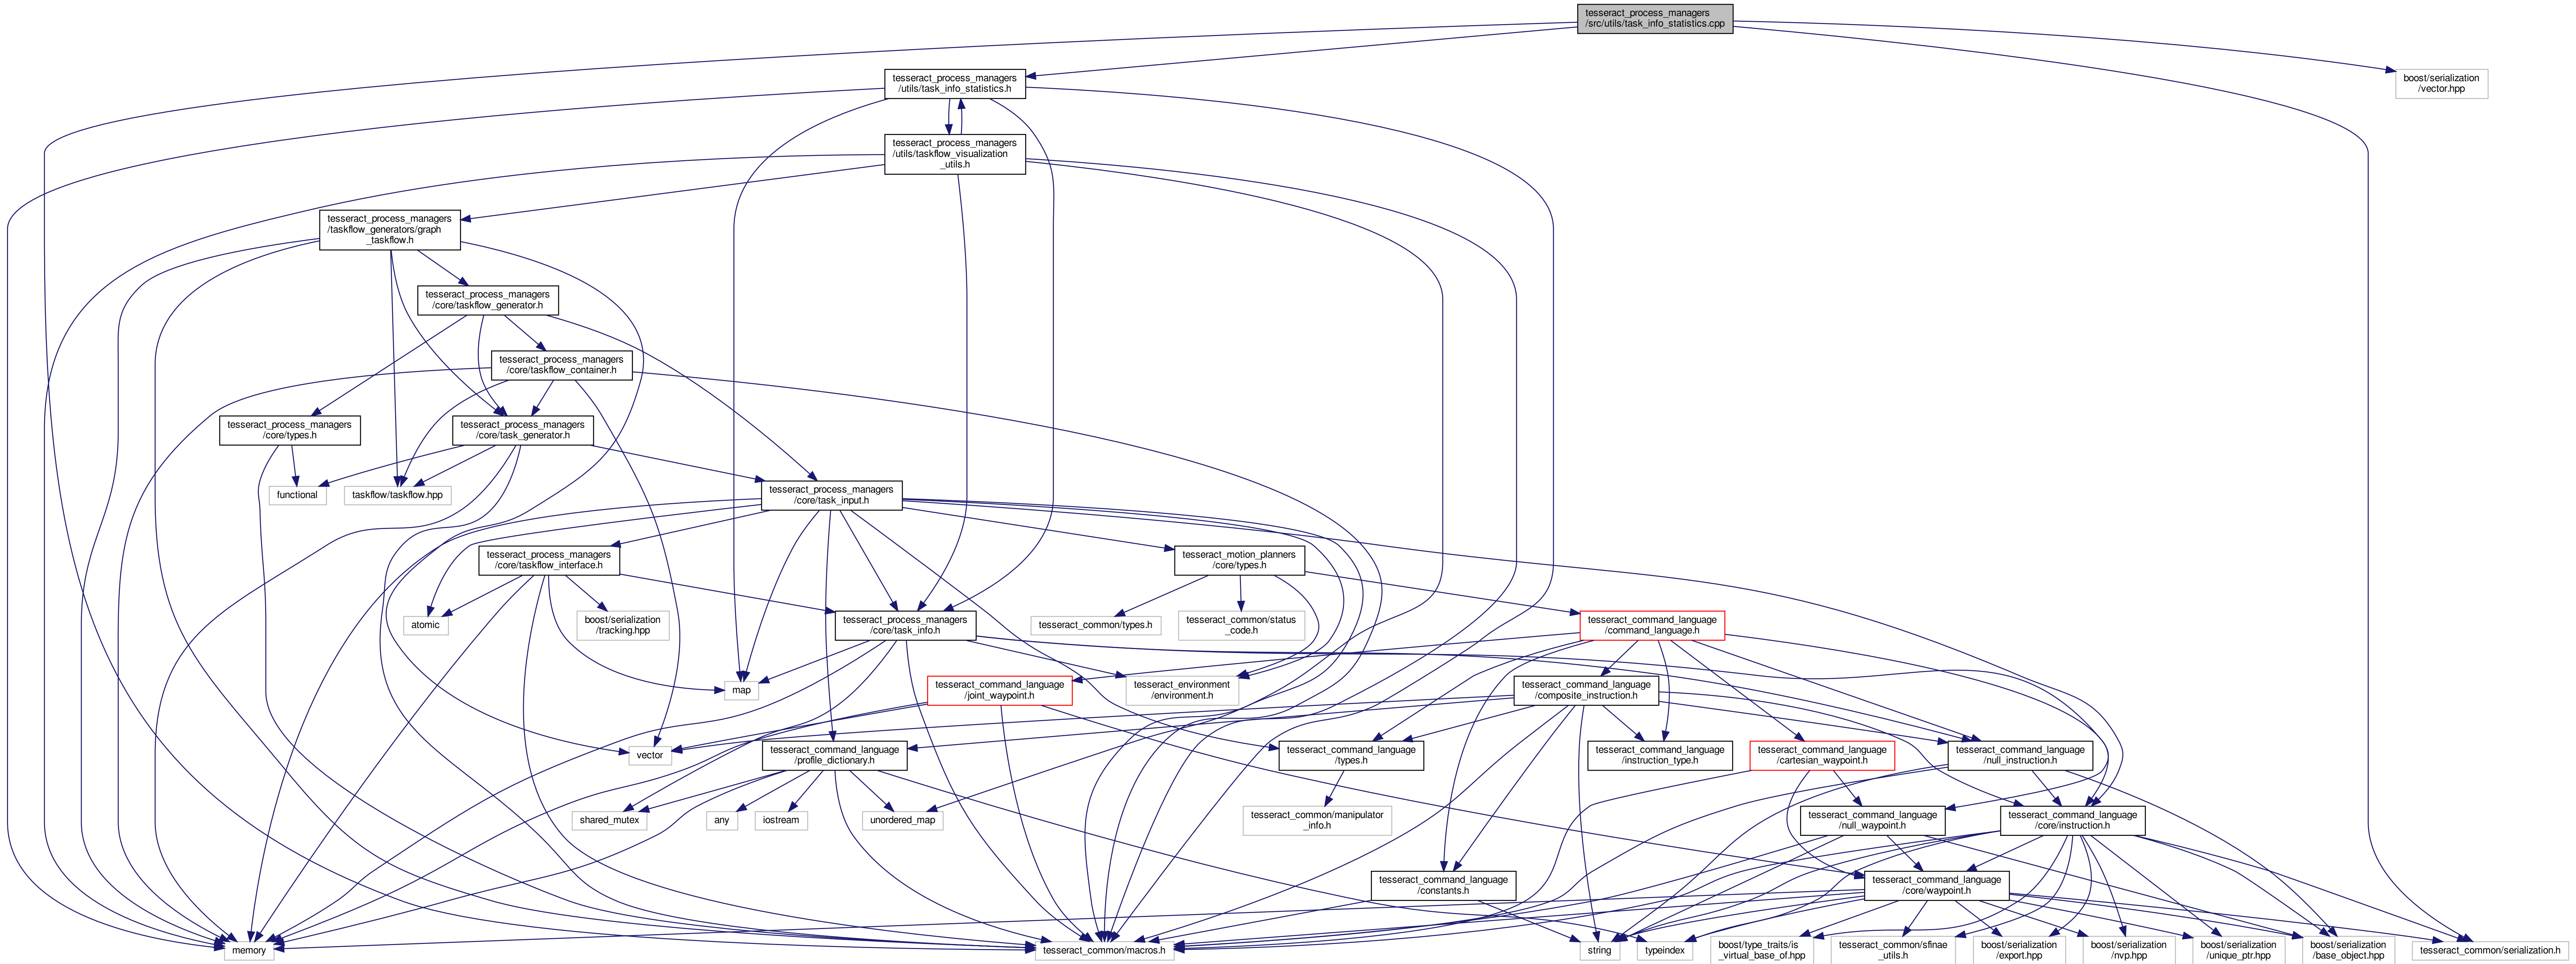 tesseract_process_managers
/src/utils/task_info_statistics.cpp
tesseract_process_managers
/utils/task_info_statistics.h
boost/serialization
/vector.hpp
tesseract_process_managers
/utils/taskflow_visualization
_utils.h
tesseract_process_managers
/taskflow_generators/graph
_taskflow.h
tesseract_process_managers
/core/taskflow_generator.h
tesseract_process_managers
/core/taskflow_container.h
tesseract_process_managers
/core/types.h
tesseract_process_managers
/core/task_generator.h
functional
taskflow/taskflow.hpp
tesseract_process_managers
/core/task_input.h
tesseract_process_managers
/core/taskflow_interface.h
tesseract_motion_planners
/core/types.h
atomic
boost/serialization
/tracking.hpp
tesseract_process_managers
/core/task_info.h
tesseract_common/types.h
tesseract_common/status
_code.h
tesseract_command_language
/command_language.h
map
tesseract_command_language
/joint_waypoint.h
tesseract_environment
/environment.h
tesseract_command_language
/composite_instruction.h
vector
tesseract_command_language
/profile_dictionary.h
tesseract_command_language
/types.h
tesseract_command_language
/instruction_type.h
tesseract_command_language
/cartesian_waypoint.h
tesseract_command_language
/null_instruction.h
shared_mutex
any
iostream
unordered_map
tesseract_common/manipulator
_info.h
tesseract_command_language
/null_waypoint.h
tesseract_command_language
/core/instruction.h
tesseract_command_language
/constants.h
tesseract_command_language
/core/waypoint.h
memory
tesseract_common/macros.h
string
typeindex
boost/type_traits/is
_virtual_base_of.hpp
tesseract_common/sfinae
_utils.h
boost/serialization
/export.hpp
boost/serialization
/nvp.hpp
boost/serialization
/unique_ptr.hpp
boost/serialization
/base_object.hpp
tesseract_common/serialization.h